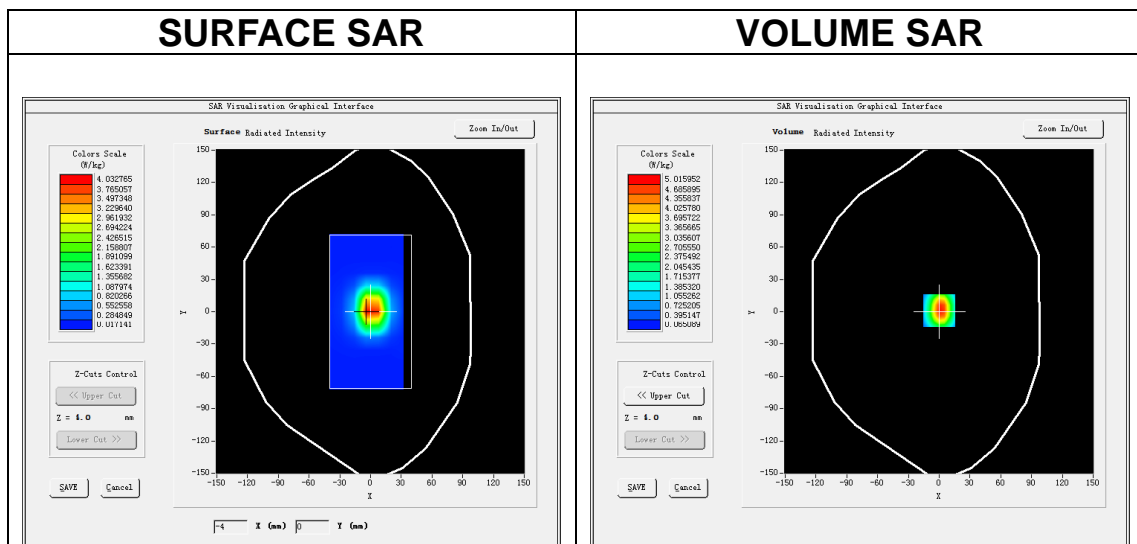 SURFACE SAR
VOLUME SAR
SAR Visualisation Graphical Interface
Surface Radiated Intensity
Zoom In/Out
Colors Scale
(W/kg)
4.032765
3.765057
3.497348
3.229640
2.961932
2.694224
2.426515
2.158807
1.891099
1.623391
1.355682
1.087974
0.820266
0.552558
0.284849
0.017141
Z-Cuts Control
<< Upper Cut
Z = 4.0 mm
Lower Cut >>
SAVE
Cancel
150
120
90
60
30
0
-30
-60
-90
-120
-150
Y
-150 -120 -90 -60 -30 0 30 60 90 120 150
X
-4 X (mm) 0 Y (mm)
SAR Visualisation Graphical Interface
Volume Radiated Intensity
Zoom In/Out
Colors Scale
(W/kg)
5.015952
4.685895
4.355837
4.025780
3.695722
3.365665
3.035607
2.705550
2.375492
2.045435
1.715377
1.385320
1.055262
0.725205
0.395147
0.065089
Z-Cuts Control
<< Upper Cut
Z = 4.0 mm
Lower Cut >>
SAVE
Cancel
150
120
90
60
30
0
-30
-60
-90
-120
-150
Y
-150 -120 -90 -60 -30 0 30 60 90 120 150
X